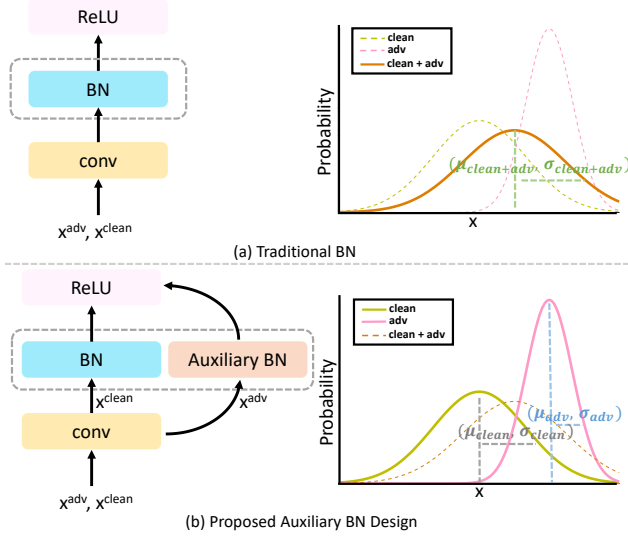 ReLU
BN
conv
x^adv, x^clean
clean
adv
clean + adv
Probability
(μ_clean+adv, σ_clean+adv)
x
(a) Traditional BN
ReLU
BN
Auxiliary BN
x^clean
x^adv
conv
x^adv, x^clean
clean
adv
clean + adv
Probability
(μ_adv, σ_adv)
(μ_clean, σ_clean)
x
(b) Proposed Auxiliary BN Design